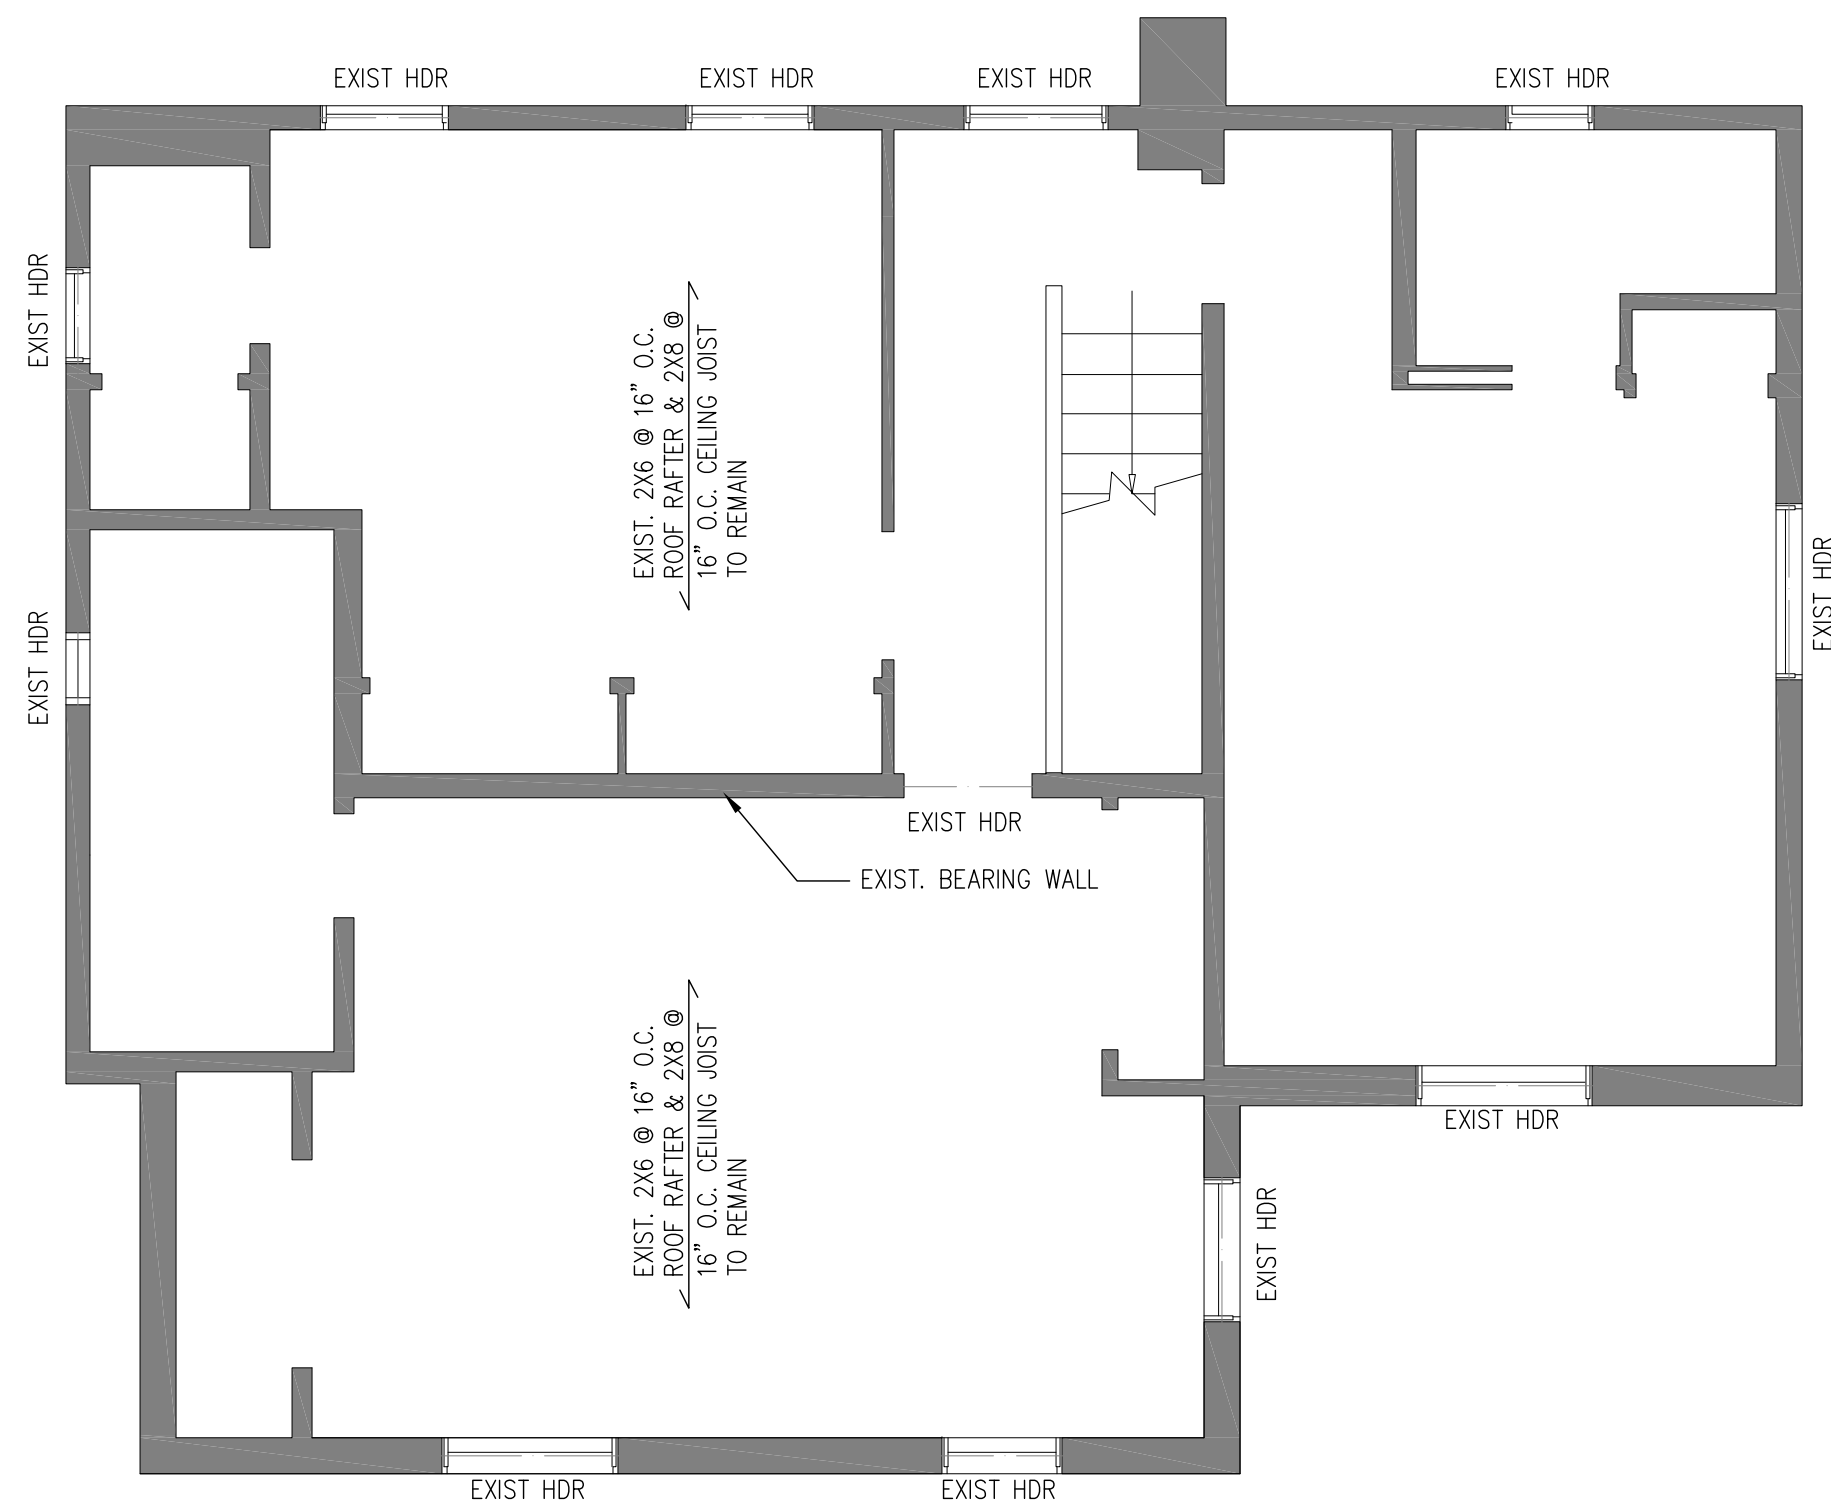 EXIST HDR
EXIST HDR
EXIST HDR
EXIST HDR
EXIST HDR
EXIST. 2X6 @ 16" O.C.
ROOF RAFTER & 2X8 @
16" O.C. CEILING JOIST
TO REMAIN
EXIST HDR
EXIST HDR
EXIST HDR
EXIST. BEARING WALL
EXIST. 2X6 @ 16" O.C.
ROOF RAFTER & 2X8 @
16" O.C. CEILING JOIST
TO REMAIN
EXIST HDR
EXIST HDR
EXIST HDR
EXIST HDR